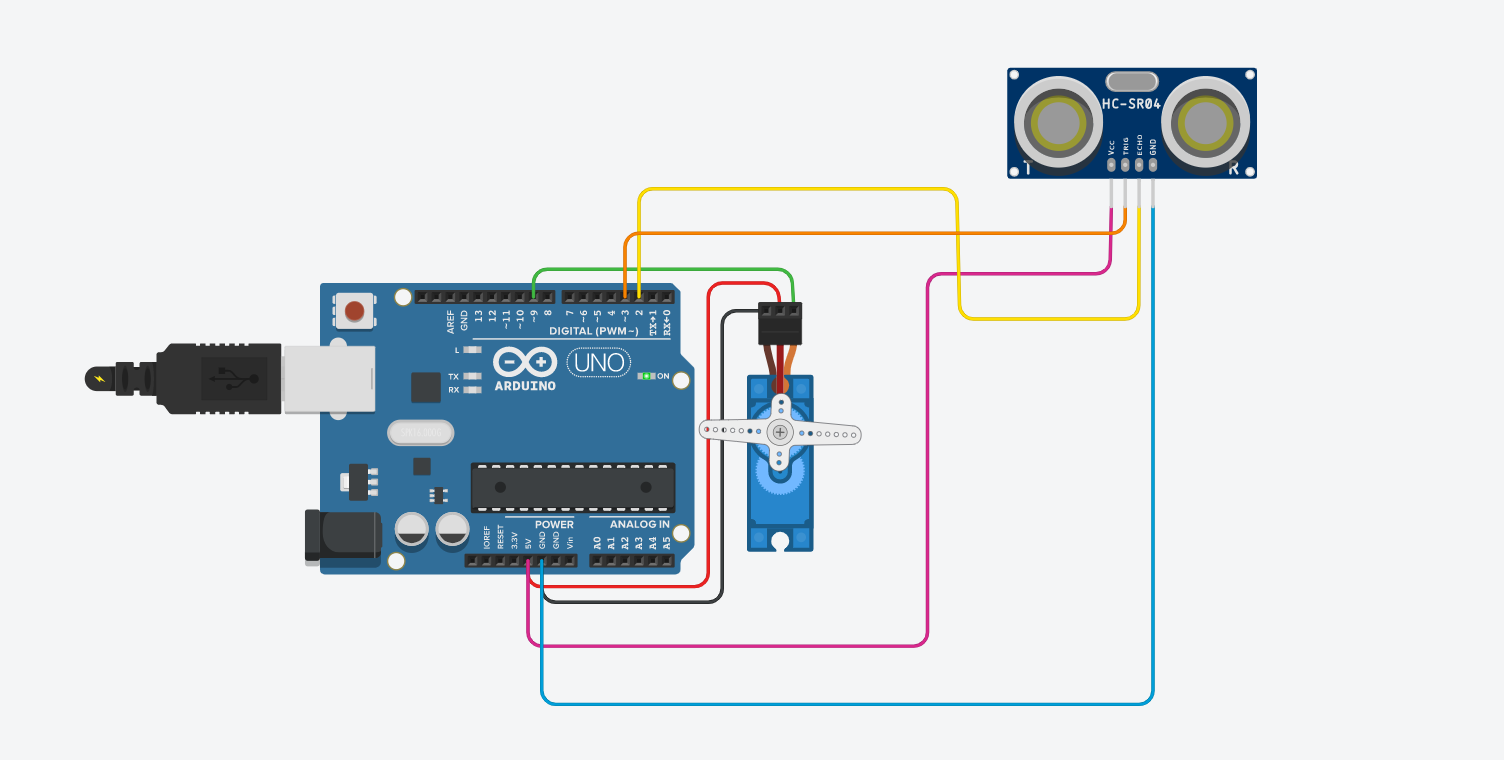 HC-SR04
VCC
TRIG
ECHO
GND
T
R
AREF
GND
13
12
~11
~10
~9
8
7
~6
~5
4
~3
2
TX→1
RX←0
DIGITAL (PWM~)
L
TX
RX
ARDUINO
UNO
ON
POWER
ANALOG IN
IOREF
RESET
3.3V
5V
GND
GND
Vin
A0
A1
A2
A3
A4
A5